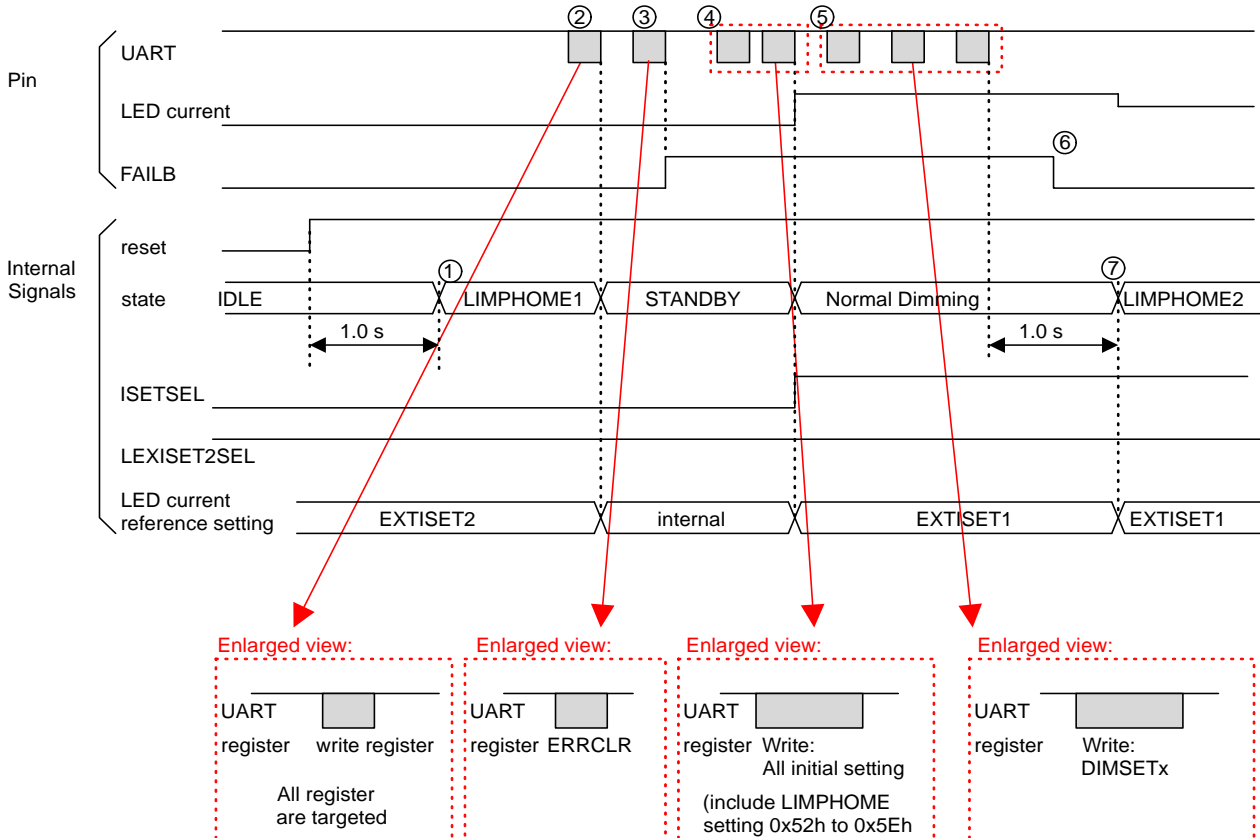 ② ③ ④ ⑤
Pin
UART
LED current
FAILB
⑥
Internal
Signals
reset
① ⑦
state IDLE LIMPHOME1 STANDBY Normal Dimming LIMPHOME2
1.0 s 1.0 s
ISETSEL
LEXISET2SEL
LED current
reference setting
EXTISET2 internal EXTISET1 EXTISET1
Enlarged view:
UART
register write register
All register
are targeted
Enlarged view:
UART
register ERRCLR
Enlarged view:
UART
register Write:
All initial setting
(include LIMPHOME
setting 0x52h to 0x5Eh
Enlarged view:
UART
register Write:
DIMSETx